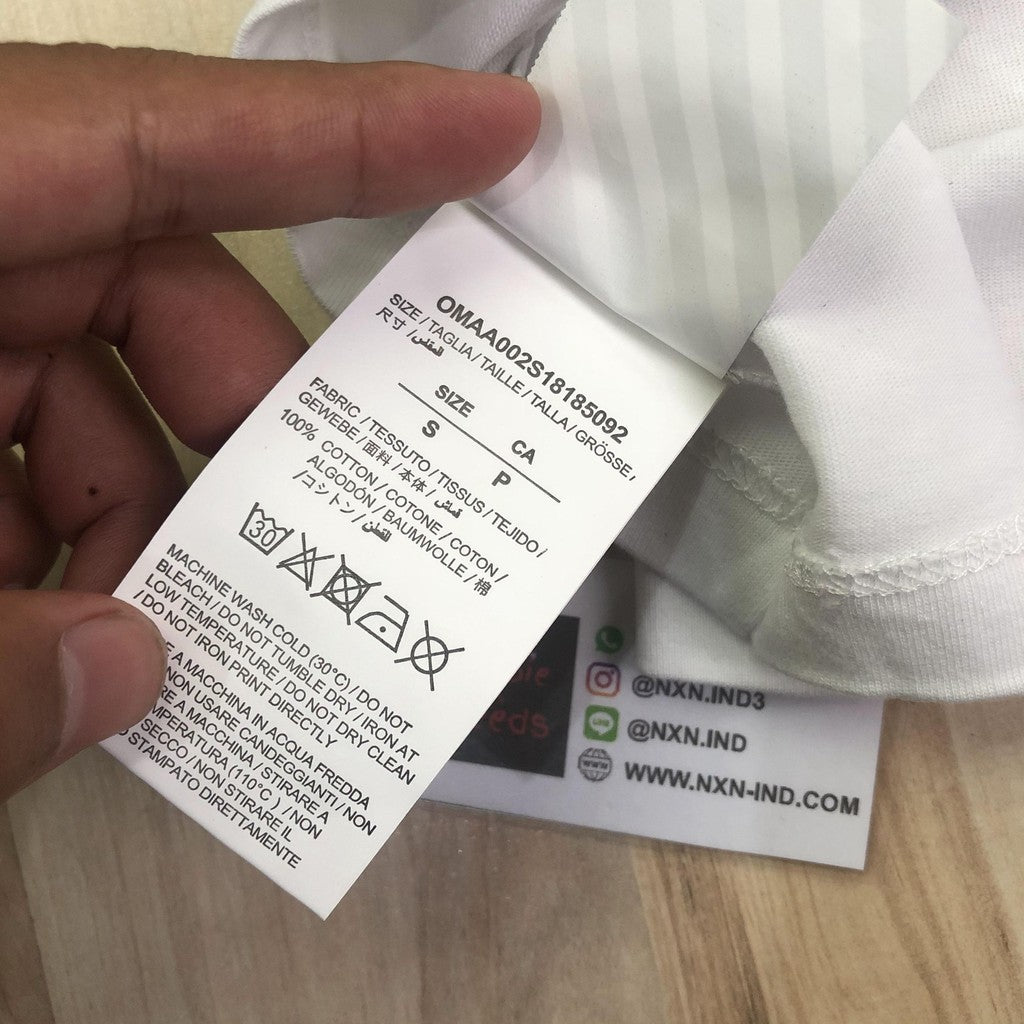 OMAA002S18185092
SIZE / TAGLIA / TAILLE / TALLA / GRÖSSE /
尺寸 / المقاس
SIZE CA
S P
FABRIC / TESSUTO / TISSUS / TEJIDO /
GEWEBE / 面料 / 本体 / قماش
100% COTTON / COTONE / COTON /
ALGODÓN / BAUMWOLLE / 棉
/ コットン / القطن
30
MACHINE WASH COLD (30°C) / DO NOT
BLEACH / DO NOT TUMBLE DRY / IRON AT
LOW TEMPERATURE / DO NOT DRY CLEAN
/ DO NOT IRON PRINT DIRECTLY
A MACCHINA IN ACQUA FREDDA
NON USARE CANDEGGIANTI / NON
A MACCHINA / STIRARE A
(110°C) / NON
SECCO / NON STIRARE IL
STAMPATO DIRETTAMENTE
@NXN.IND3
LINE @NXN.IND
WWW WWW.NXN-IND.COM